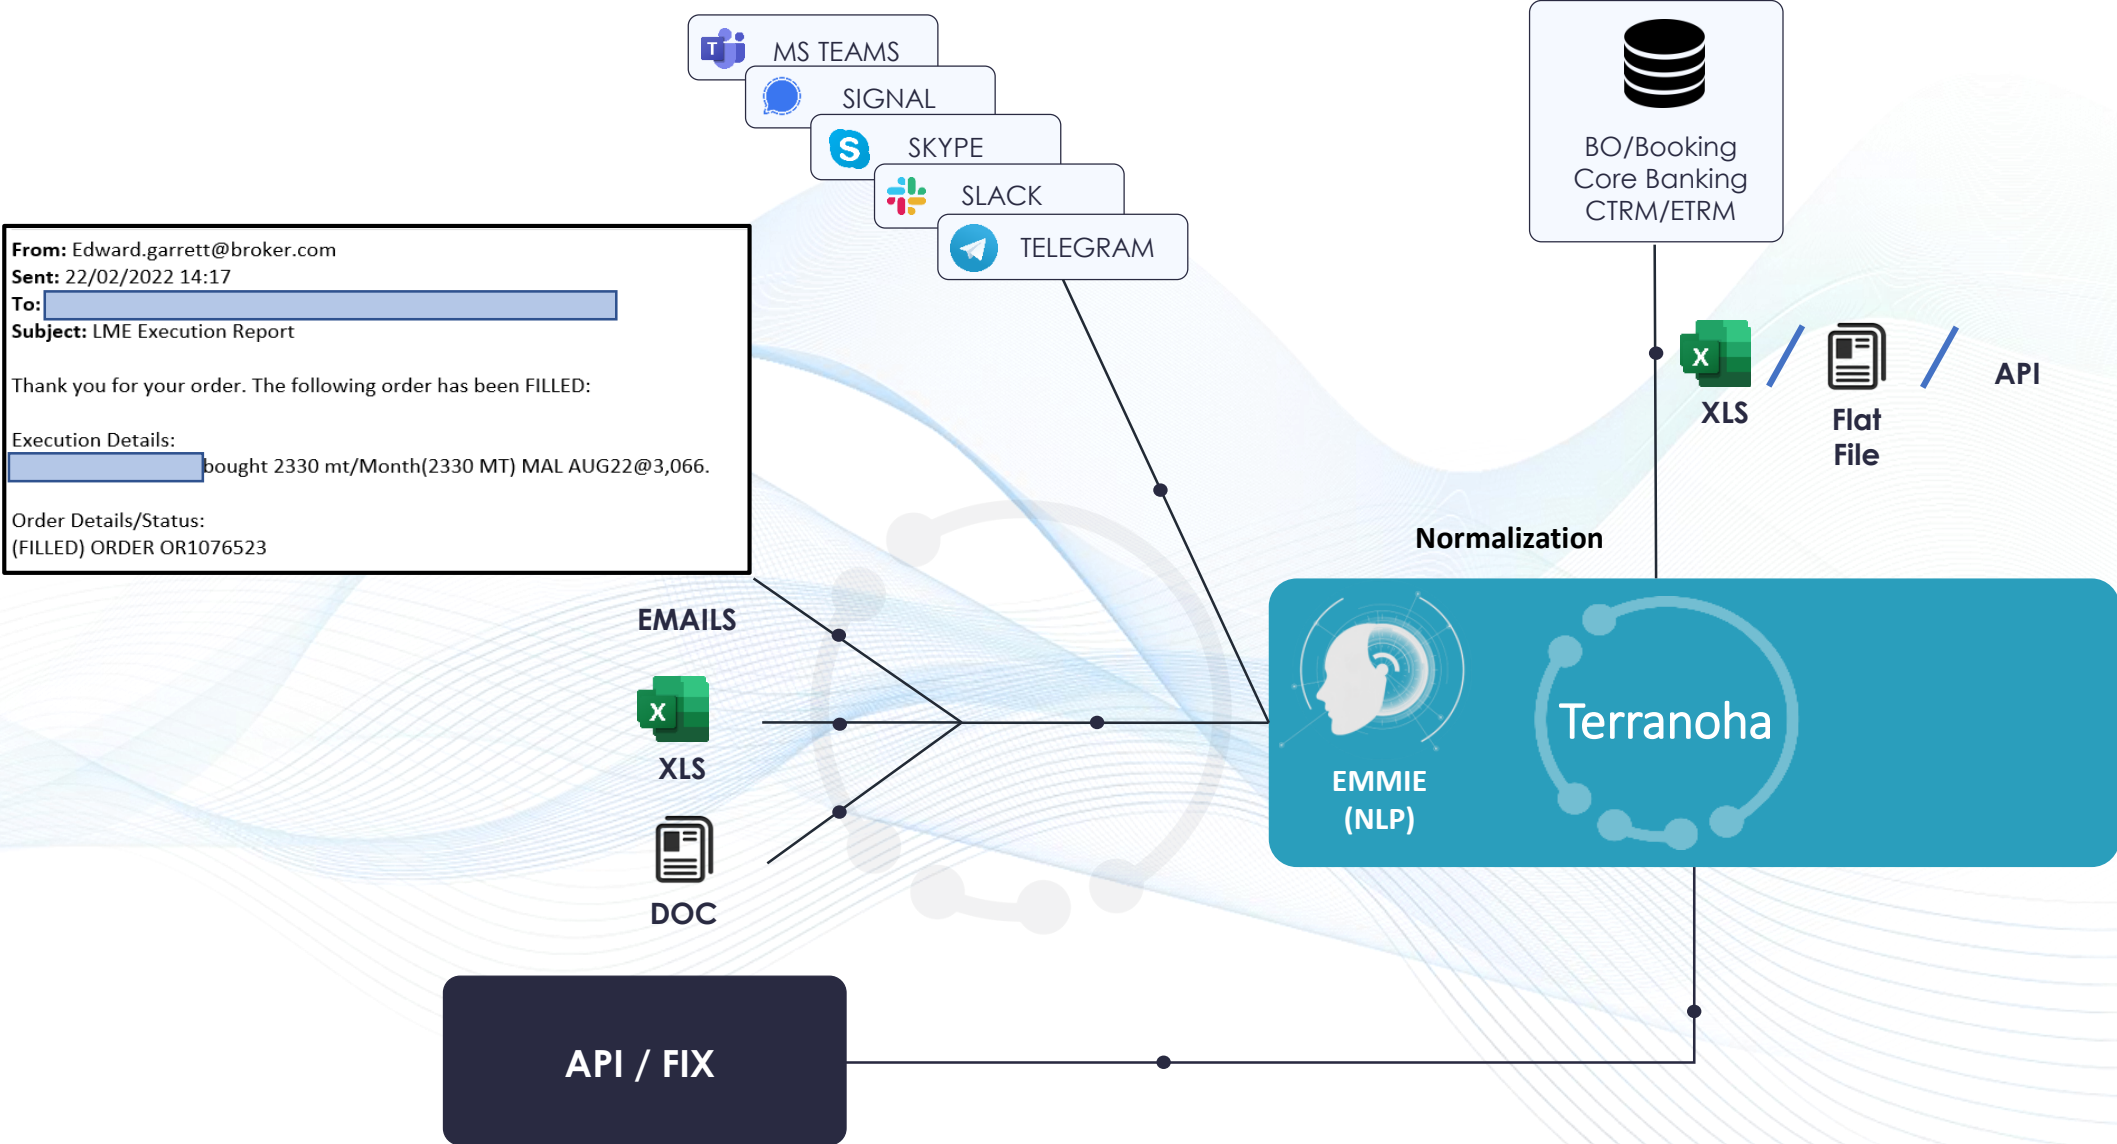 MS TEAMS
SIGNAL
SKYPE
SLACK
TELEGRAM
BO/Booking
Core Banking
CTRM/ETRM
From: Edward.garrett@broker.com
Sent: 22/02/2022 14:17
To:
Subject: LME Execution Report
Thank you for your order. The following order has been FILLED:
Execution Details:
bought 2330 mt/Month(2330 MT) MAL AUG22@3,066.
Order Details/Status:
(FILLED) ORDER OR1076523
X
XLS
/
Flat
File
/
API
Normalization
EMAILS
X
XLS
DOC
EMMIE
(NLP)
Terranoha
API / FIX